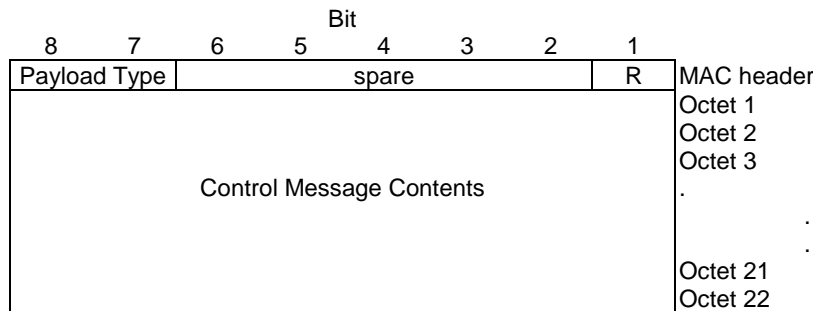 Bit
8 7 6 5 4 3 2 1
Payload Type spare R MAC header
Octet 1
Octet 2
Octet 3
Control Message Contents .
.
.
Octet 21
Octet 22